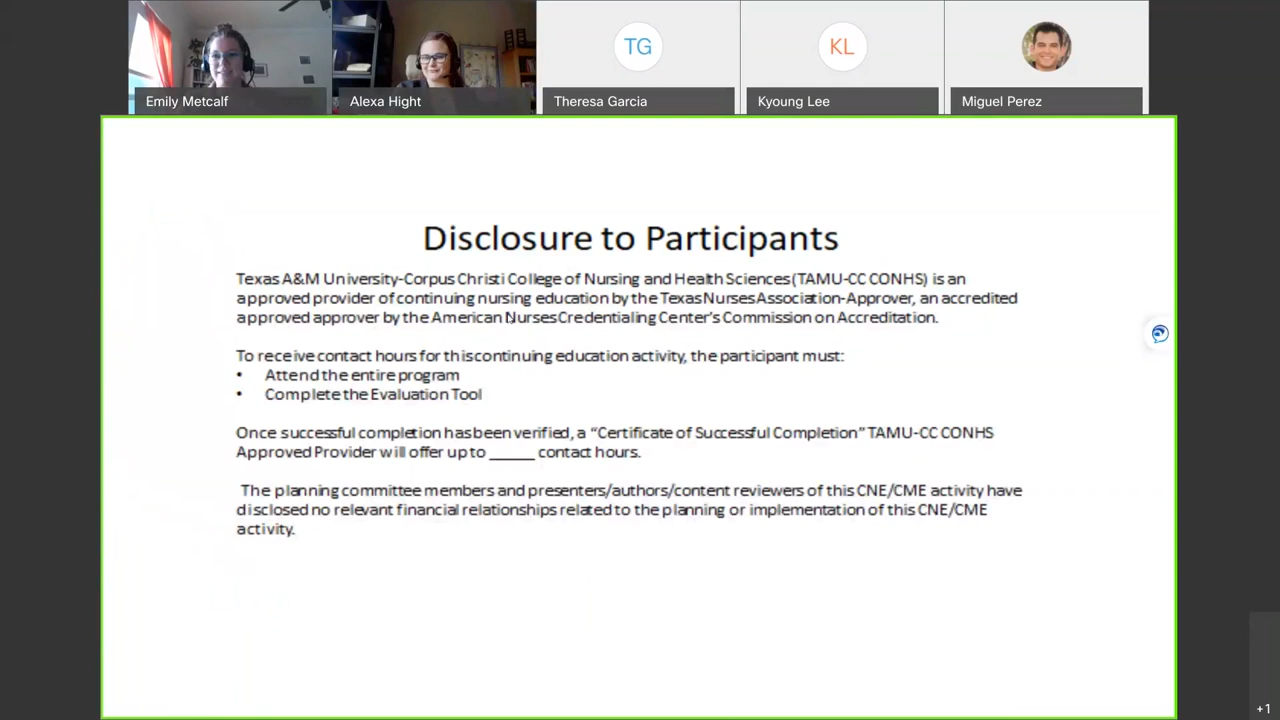 Emily Metcalf
Alexa Hight
TG
Theresa Garcia
KL
Kyoung Lee
Miguel Perez
Disclosure to Participants
Texas A&M University-Corpus Christi College of Nursing and Health Sciences (TAMU-CC CONHS) is an
approved provider of continuing nursing education by the Texas Nurses Association-Approver, an accredited
approved approver by the American Nurses Credentialing Center's Commission on Accreditation.
To receive contact hours for this continuing education activity, the participant must:
• Attend the entire program
• Complete the Evaluation Tool
Once successful completion has been verified, a “Certificate of Successful Completion” TAMU-CC CONHS
Approved Provider will offer up to ______ contact hours.
The planning committee members and presenters/authors/content reviewers of this CNE/CME activity have
disclosed no relevant financial relationships related to the planning or implementation of this CNE/CME
activity.
+1